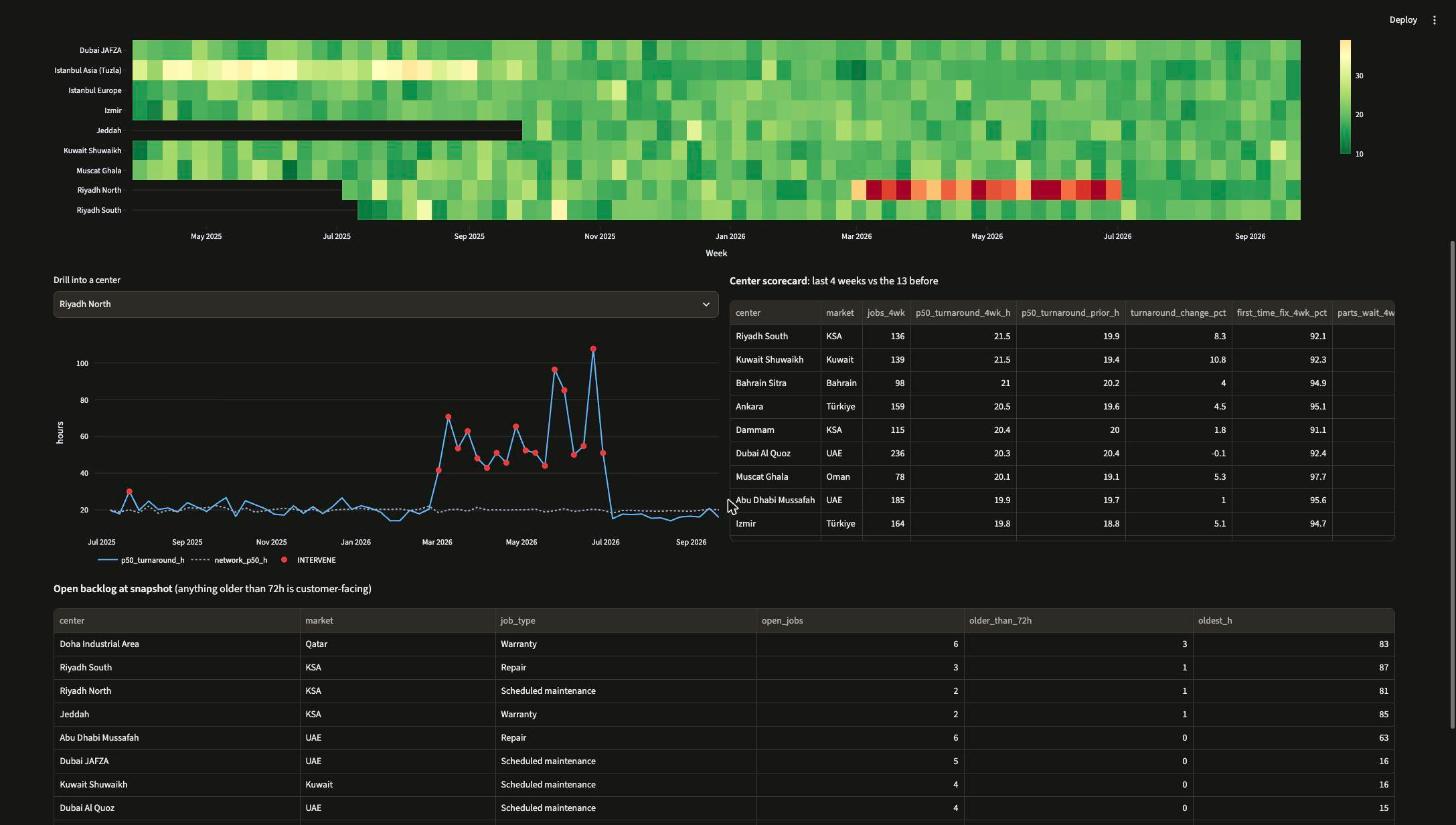 Deploy
Dubai JAFZA
Istanbul Asia (Tuzla)
Istanbul Europe
Izmir
Jeddah
Kuwait Shuwaikh
Muscat Ghala
Riyadh North
Riyadh South
30
20
10
May 2025 Jul 2025 Sep 2025 Nov 2025 Jan 2026 Mar 2026 May 2026 Jul 2026 Sep 2026
Week
Drill into a center
Riyadh North
hours
100
80
60
40
20
Jul 2025 Sep 2025 Nov 2025 Jan 2026 Mar 2026 May 2026 Jul 2026 Sep 2026
p50_turnaround_h network_p50_h INTERVENE
Center scorecard: last 4 weeks vs the 13 before
center market jobs_4wk p50_turnaround_4wk_h p50_turnaround_prior_h turnaround_change_pct first_time_fix_4wk_pct parts_wait_4w
Riyadh South KSA 136 21.5 19.9 8.3 92.1
Kuwait Shuwaikh Kuwait 139 21.5 19.4 10.8 92.3
Bahrain Sitra Bahrain 98 21 20.2 4 94.9
Ankara Türkiye 159 20.5 19.6 4.5 95.1
Dammam KSA 115 20.4 20 1.8 91.1
Dubai Al Quoz UAE 236 20.3 20.4 -0.1 92.4
Muscat Ghala Oman 78 20.1 19.1 5.3 97.7
Abu Dhabi Mussafah UAE 185 19.9 19.7 1 95.6
Izmir Türkiye 164 19.8 18.8 5.1 94.7
Open backlog at snapshot (anything older than 72h is customer-facing)
center market job_type open_jobs older_than_72h oldest_h
Doha Industrial Area Qatar Warranty 6 3 83
Riyadh South KSA Repair 3 1 87
Riyadh North KSA Scheduled maintenance 2 1 81
Jeddah KSA Warranty 2 1 85
Abu Dhabi Mussafah UAE Repair 6 0 63
Dubai JAFZA UAE Scheduled maintenance 5 0 16
Kuwait Shuwaikh Kuwait Scheduled maintenance 4 0 16
Dubai Al Quoz UAE Scheduled maintenance 4 0 15